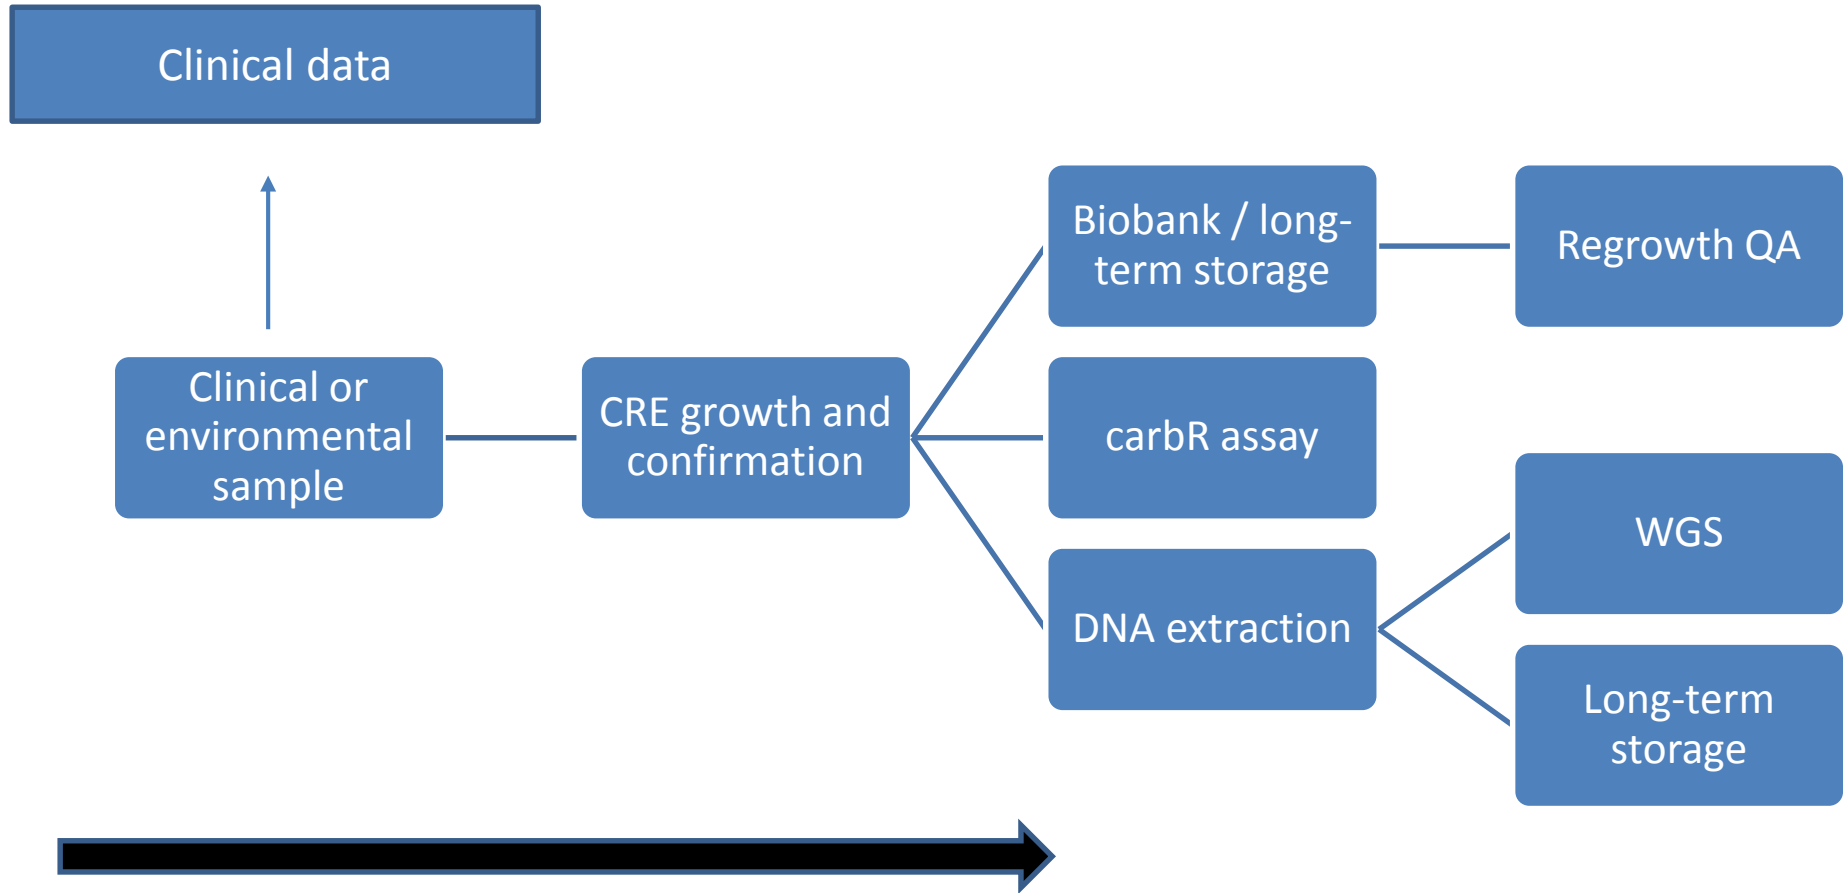 Clinical data
Clinical or
environmental
sample
CRE growth and
confirmation
Biobank / long-
term storage
Regrowth QA
carbR assay
DNA extraction
WGS
Long-term
storage